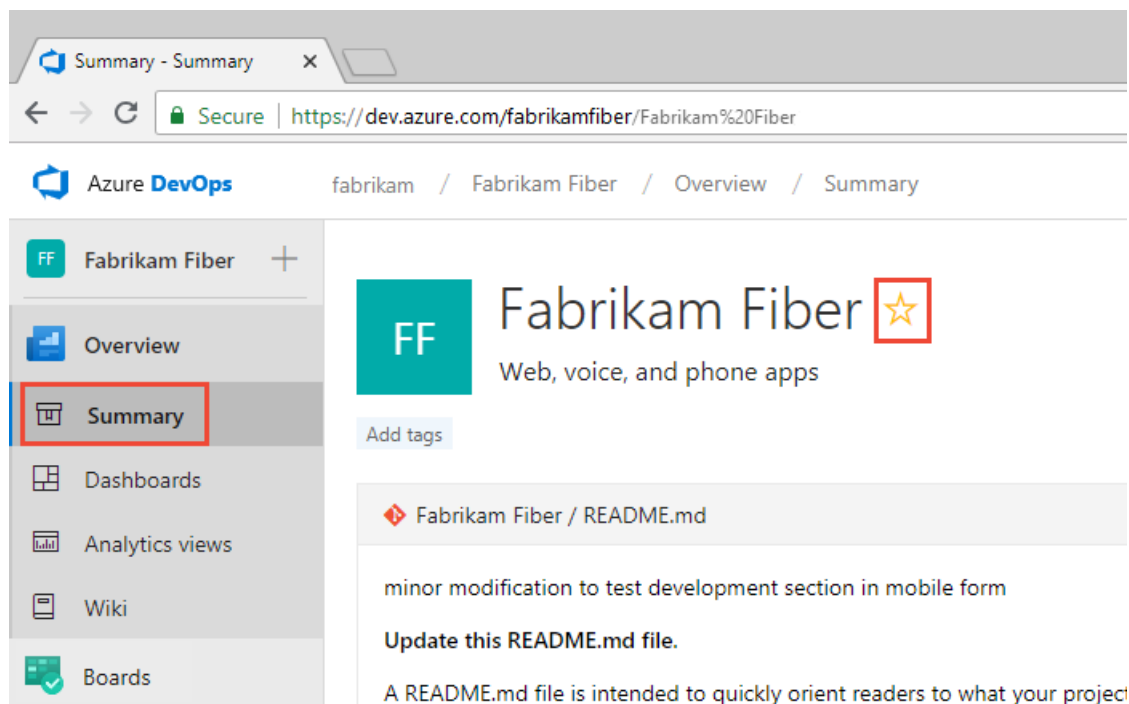 Summary - Summary
Secure | https://dev.azure.com/fabrikamfiber/Fabrikam%20Fiber
Azure DevOps
fabrikam / Fabrikam Fiber / Overview / Summary
FF Fabrikam Fiber
FF
Fabrikam Fiber
Web, voice, and phone apps
Add tags
Overview
Summary
Dashboards
Analytics views
Wiki
Boards
Fabrikam Fiber / README.md
minor modification to test development section in mobile form
Update this README.md file.
A README.md file is intended to quickly orient readers to what your project